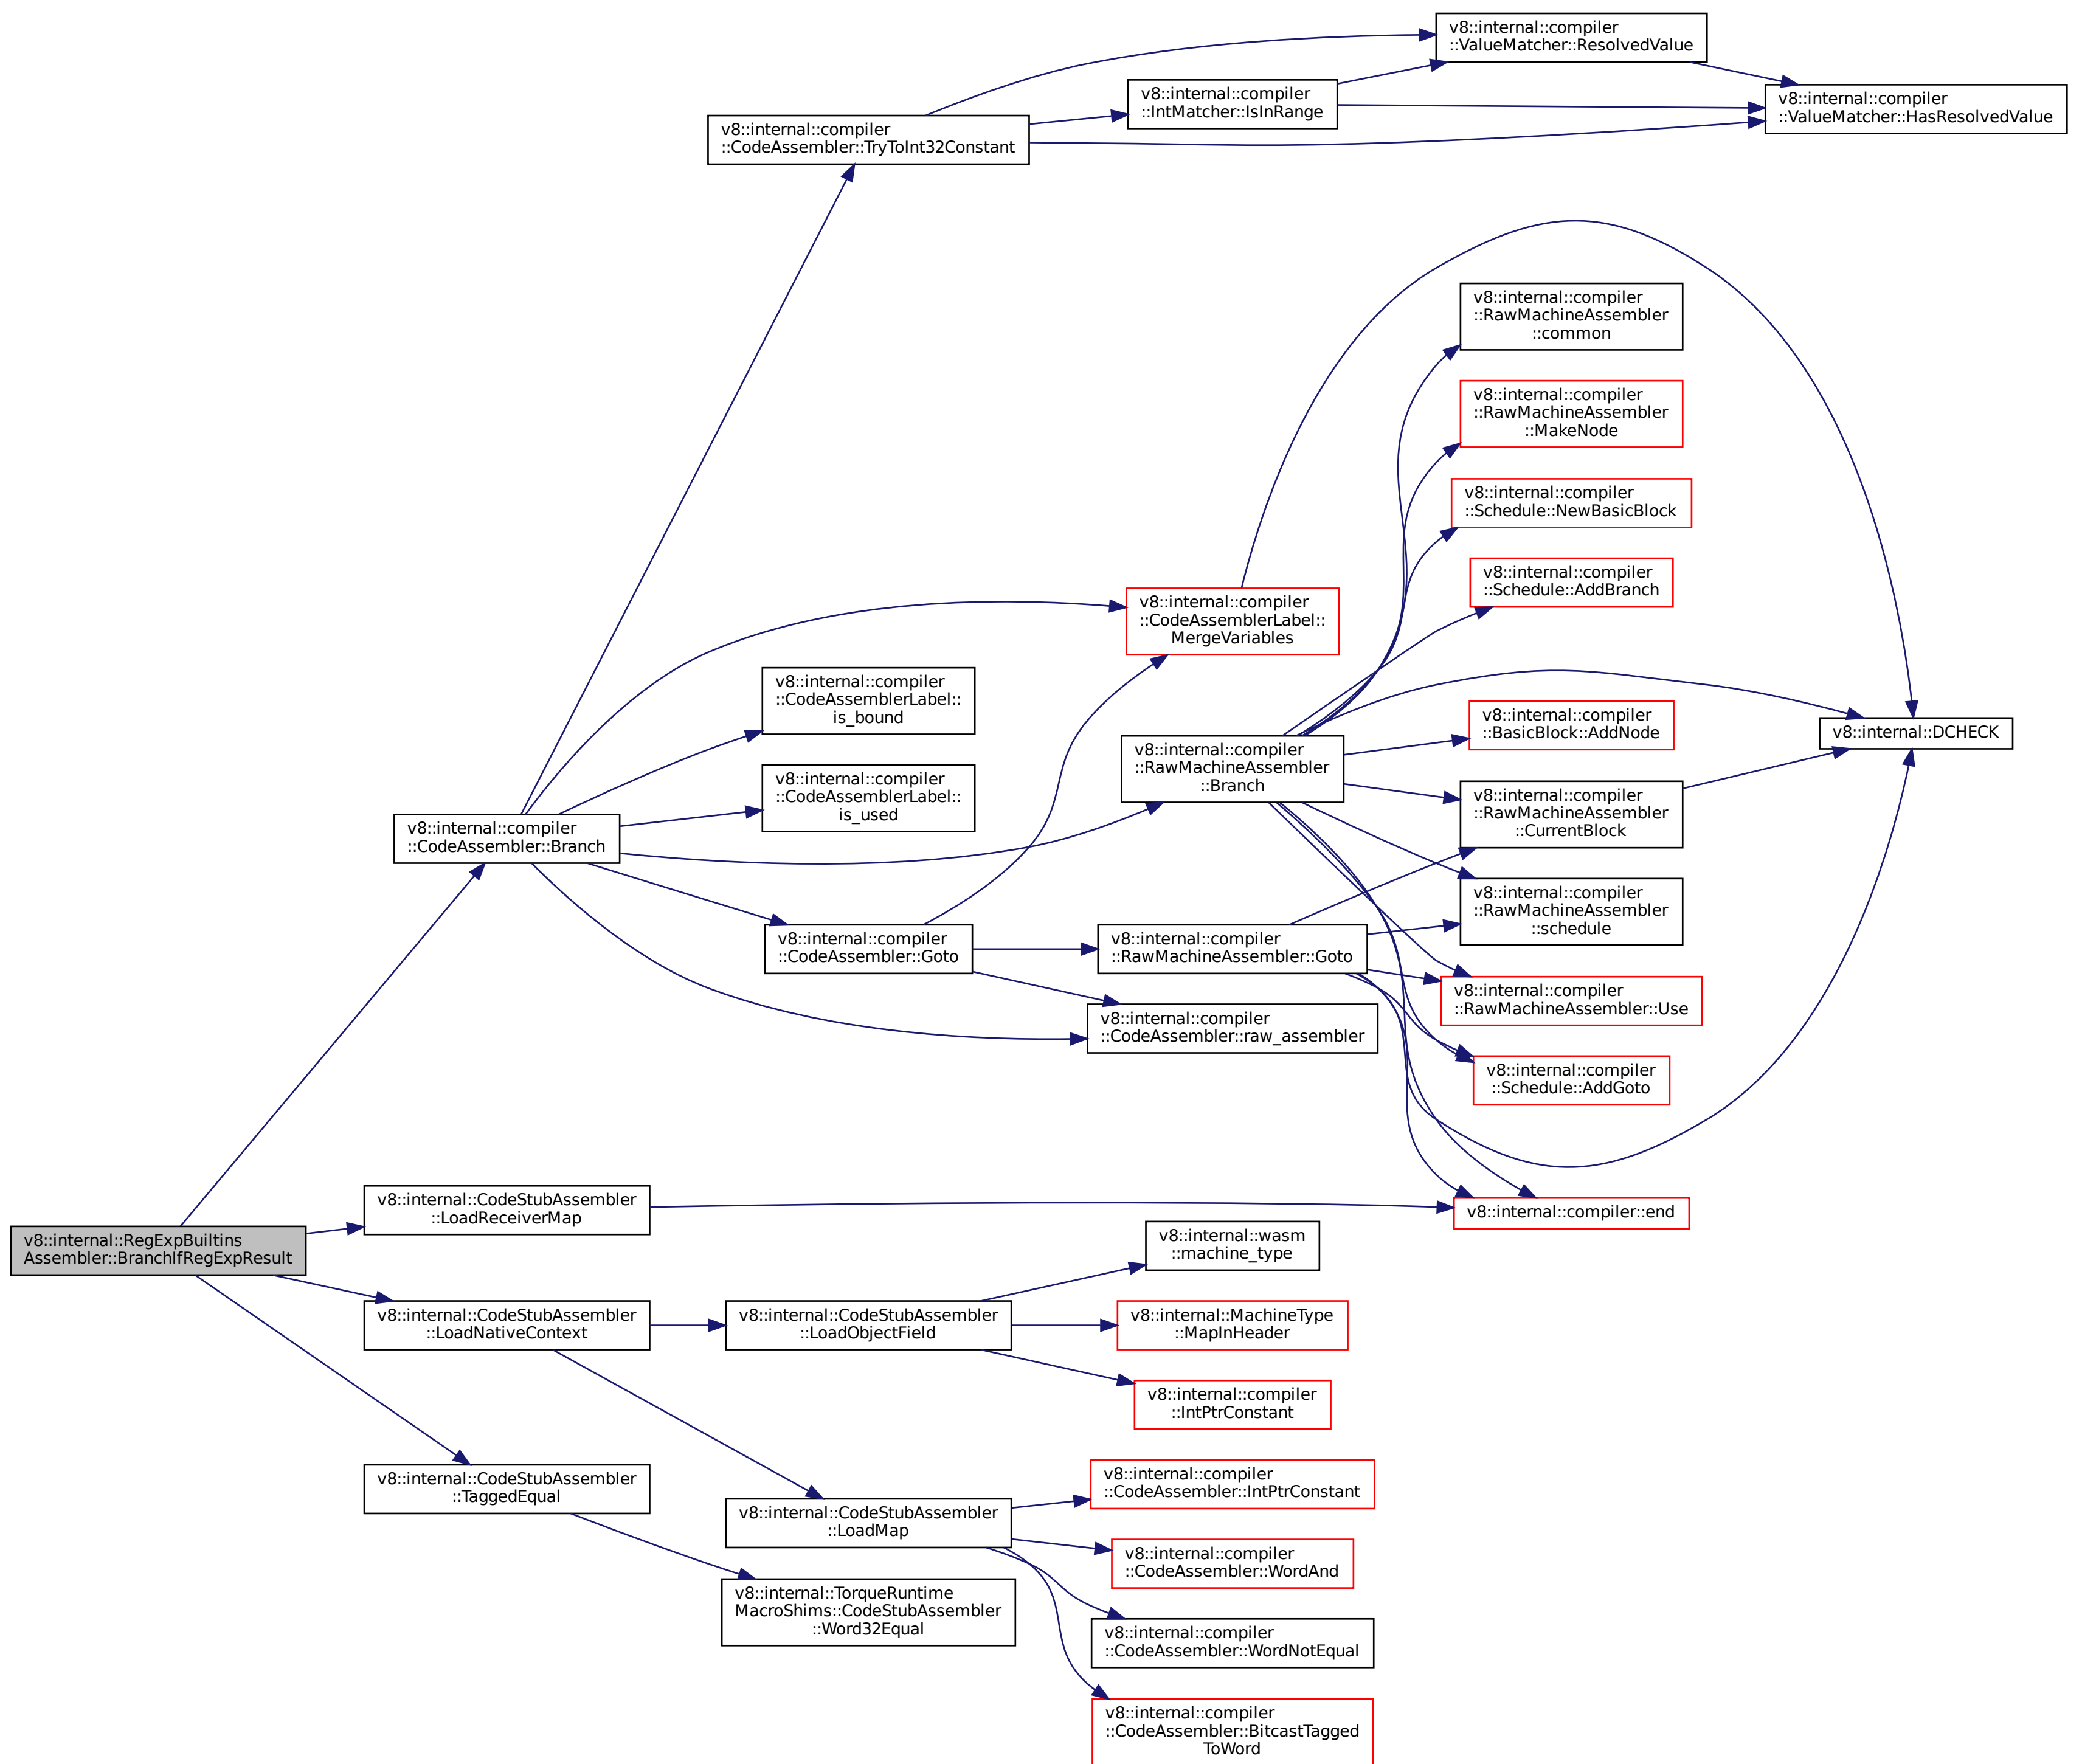 v8::internal::compiler
::ValueMatcher::ResolvedValue
v8::internal::compiler
::IntMatcher::IsInRange
v8::internal::compiler
::ValueMatcher::HasResolvedValue
v8::internal::compiler
::CodeAssembler::TryToInt32Constant
v8::internal::compiler
::RawMachineAssembler
::common
v8::internal::compiler
::RawMachineAssembler
::MakeNode
v8::internal::compiler
::Schedule::NewBasicBlock
v8::internal::compiler
::Schedule::AddBranch
v8::internal::compiler
::CodeAssemblerLabel::
MergeVariables
v8::internal::compiler
::CodeAssemblerLabel::
is_bound
v8::internal::compiler
::BasicBlock::AddNode
v8::internal::DCHECK
v8::internal::compiler
::RawMachineAssembler
::Branch
v8::internal::compiler
::CodeAssemblerLabel::
is_used
v8::internal::compiler
::RawMachineAssembler
::CurrentBlock
v8::internal::compiler
::CodeAssembler::Branch
v8::internal::compiler
::RawMachineAssembler
::schedule
v8::internal::compiler
::CodeAssembler::Goto
v8::internal::compiler
::RawMachineAssembler::Goto
v8::internal::compiler
::RawMachineAssembler::Use
v8::internal::compiler
::CodeAssembler::raw_assembler
v8::internal::compiler
::Schedule::AddGoto
v8::internal::CodeStubAssembler
::LoadReceiverMap
v8::internal::compiler::end
v8::internal::RegExpBuiltins
Assembler::BranchIfRegExpResult
v8::internal::wasm
::machine_type
v8::internal::CodeStubAssembler
::LoadNativeContext
v8::internal::CodeStubAssembler
::LoadObjectField
v8::internal::MachineType
::MapInHeader
v8::internal::compiler
::IntPtrConstant
v8::internal::CodeStubAssembler
::TaggedEqual
v8::internal::compiler
::CodeAssembler::IntPtrConstant
v8::internal::CodeStubAssembler
::LoadMap
v8::internal::compiler
::CodeAssembler::WordAnd
v8::internal::TorqueRuntime
MacroShims::CodeStubAssembler
::Word32Equal
v8::internal::compiler
::CodeAssembler::WordNotEqual
v8::internal::compiler
::CodeAssembler::BitcastTagged
ToWord